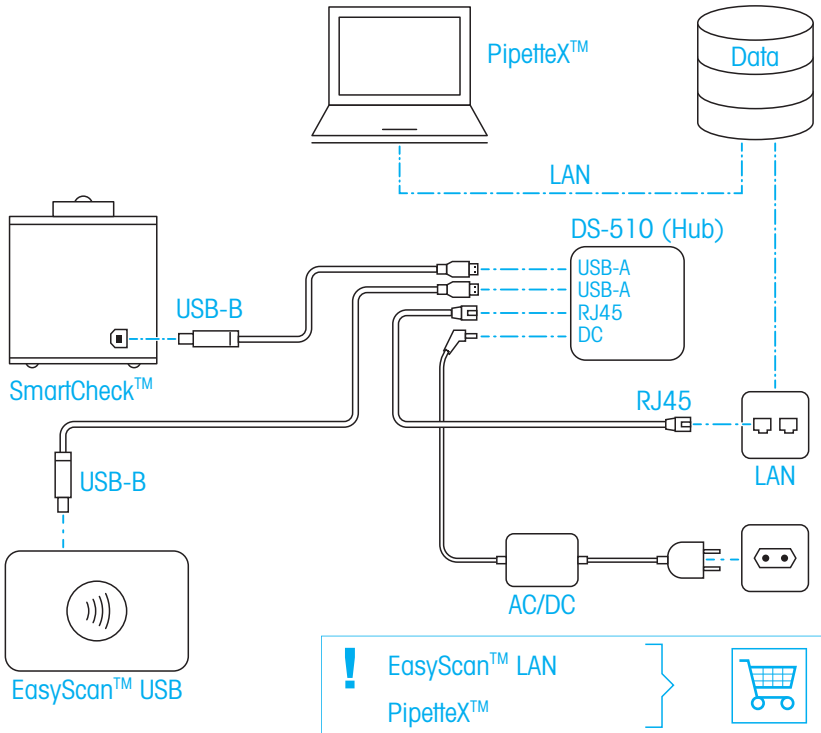 PipetteX™
Data
LAN
DS-510 (Hub)
USB-A
USB-A
RJ45
DC
USB-B
SmartCheck™
RJ45
LAN
USB-B
AC/DC
EasyScan™ USB
! EasyScan™ LAN
PipetteX™